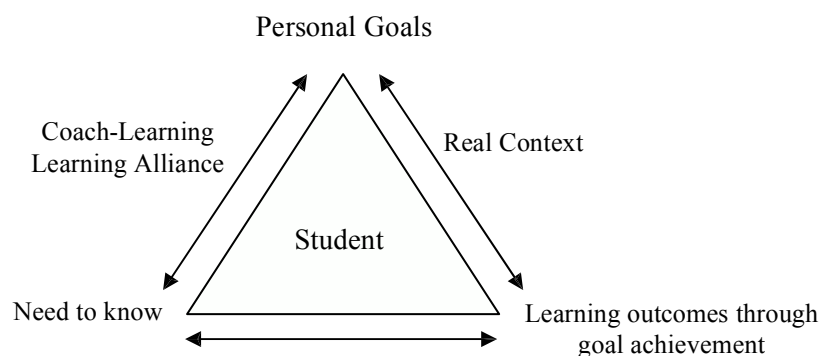 Personal Goals
Coach-Learning
Learning Alliance
Real Context
Student
Need to know
Learning outcomes through
goal achievement